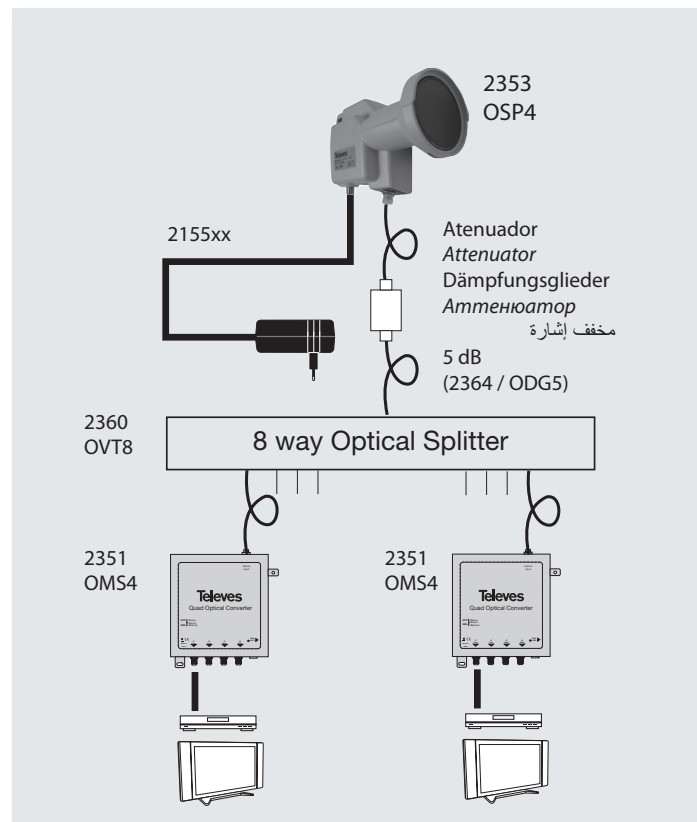 2353
OSP4
Televes
2155xx
Atenuador
Attenuator
Dämpfungsglieder
Аттенюатор
مخفف إشارة
5 dB
(2364 / ODG5)
2360
OVT8
8 way Optical Splitter
2351
OMS4
Televes
Quad Optical Converter
2351
OMS4
Televes
Quad Optical Converter